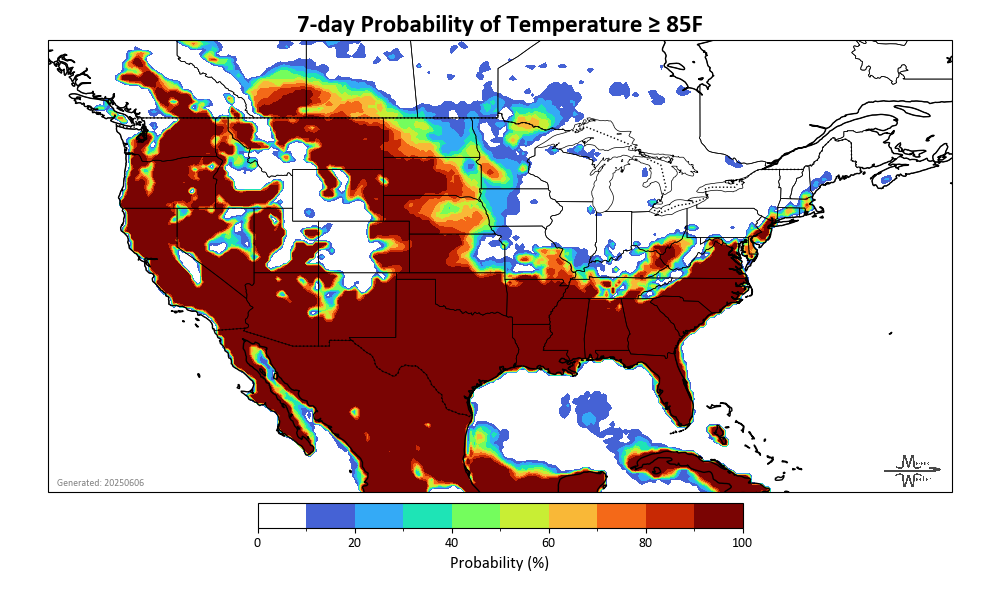 7-day Probability of Temperature ≥ 85F
Generated: 20250606
0 20 40 60 80 100
Probability (%)